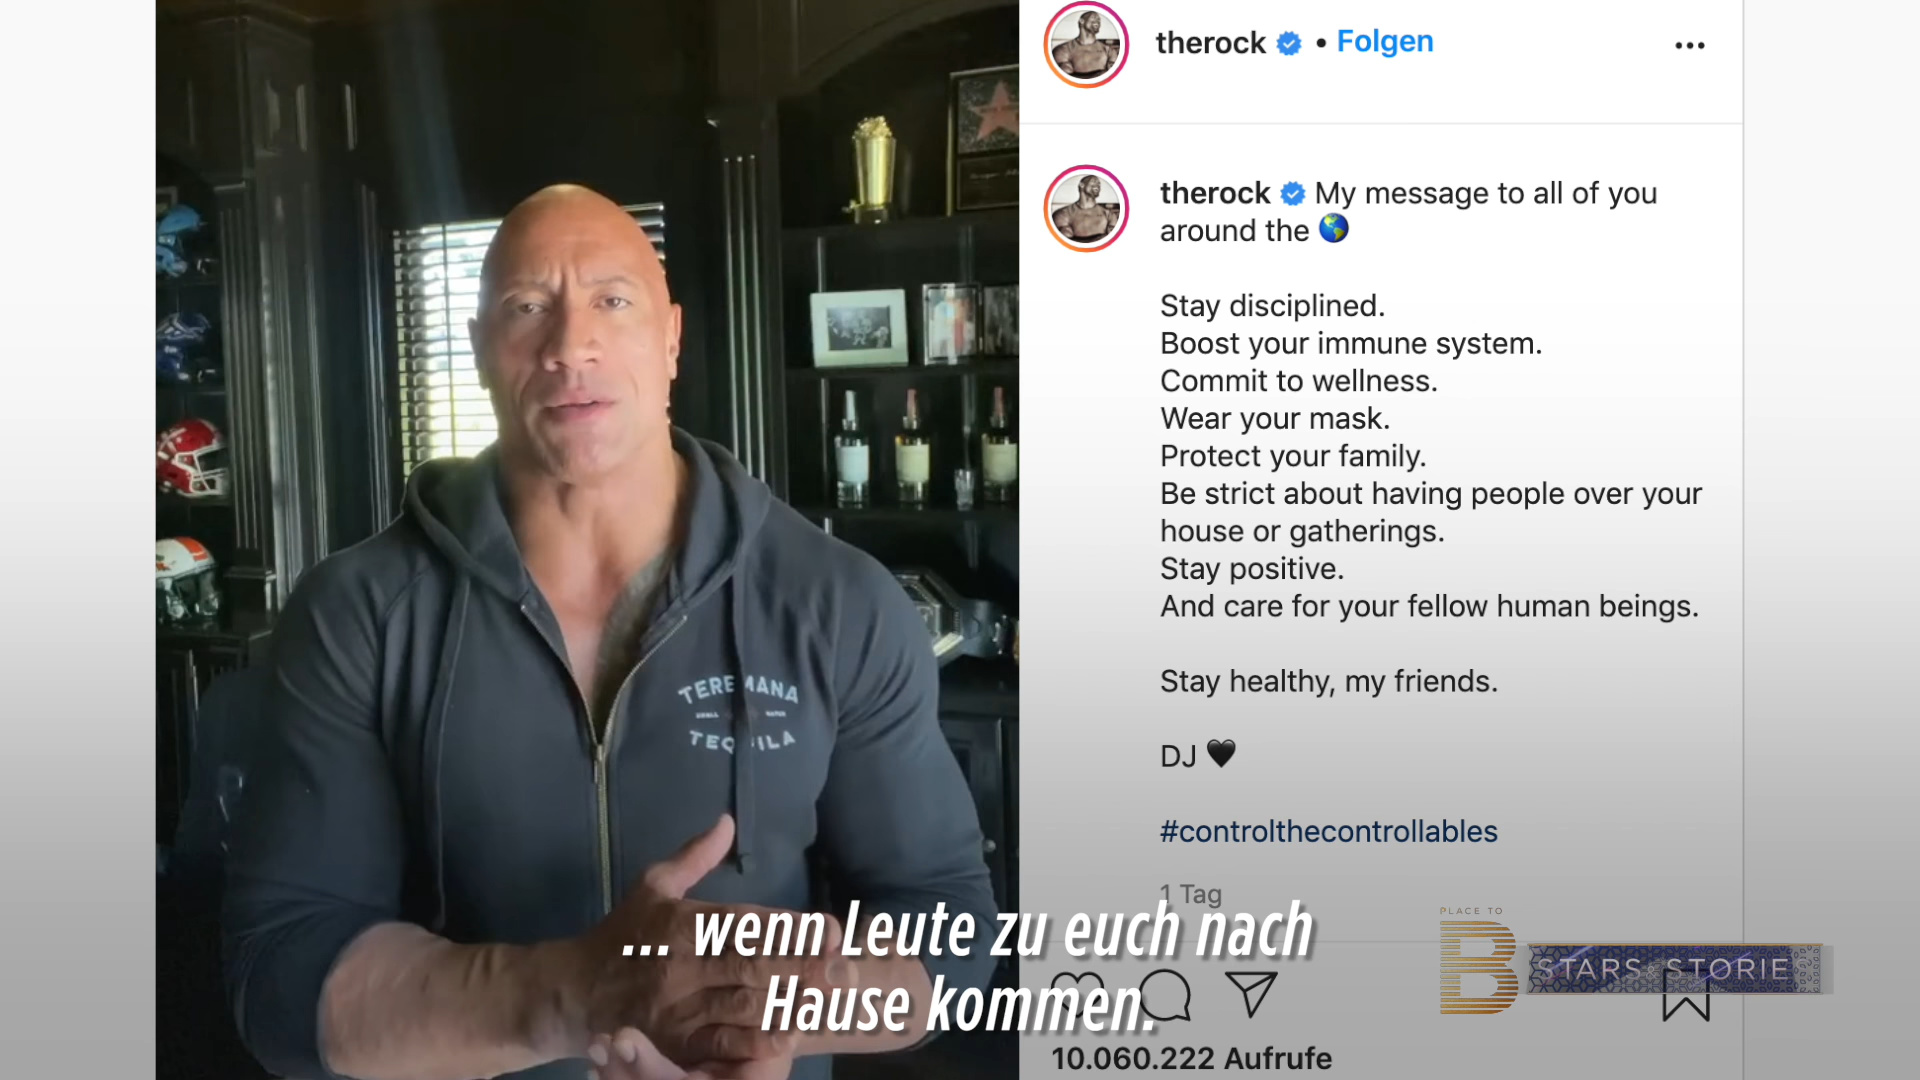 therock • Folgen
therock My message to all of you
around the
Stay disciplined.
Boost your immune system.
Commit to wellness.
Wear your mask.
Protect your family.
Be strict about having people over your
house or gatherings.
Stay positive.
And care for your fellow human beings.
Stay healthy, my friends.
DJ
#controlthecontrollables
1 Tag
10.060.222 Aufrufe
TEREMANA
SMALL BATCH
TEQUILA
... wenn Leute zu euch nach
Hause kommen.
PLACE TO
B
STARS & STORIE